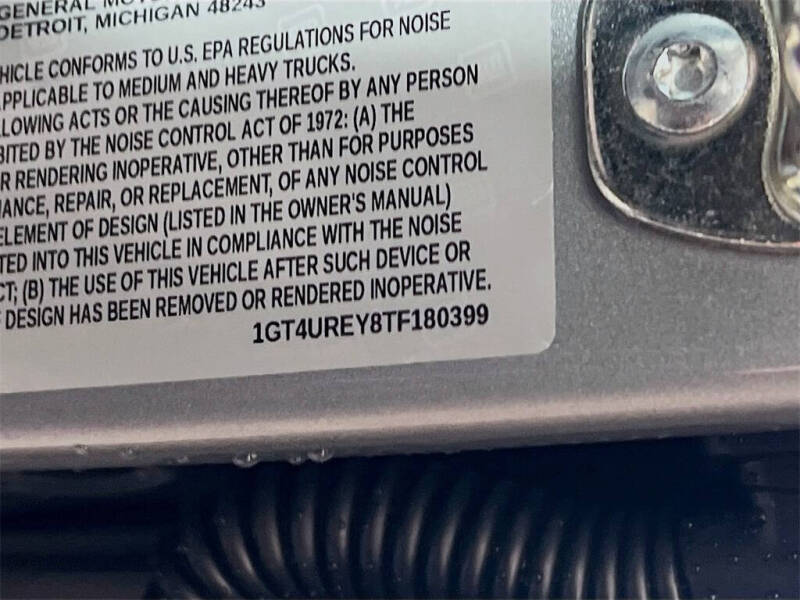 GENERAL
DETROIT, MICHIGAN 48243
HICLE CONFORMS TO U.S. EPA REGULATIONS FOR NOISE
APPLICABLE TO MEDIUM AND HEAVY TRUCKS.
LLOWING ACTS OR THE CAUSING THEREOF BY ANY PERSON
BITED BY THE NOISE CONTROL ACT OF 1972: (A) THE
R RENDERING INOPERATIVE, OTHER THAN FOR PURPOSES
ANCE, REPAIR, OR REPLACEMENT, OF ANY NOISE CONTROL
ELEMENT OF DESIGN (LISTED IN THE OWNER'S MANUAL)
TED INTO THIS VEHICLE IN COMPLIANCE WITH THE NOISE
CT; (B) THE USE OF THIS VEHICLE AFTER SUCH DEVICE OR
DESIGN HAS BEEN REMOVED OR RENDERED INOPERATIVE.
1GT4UREY8TF180399